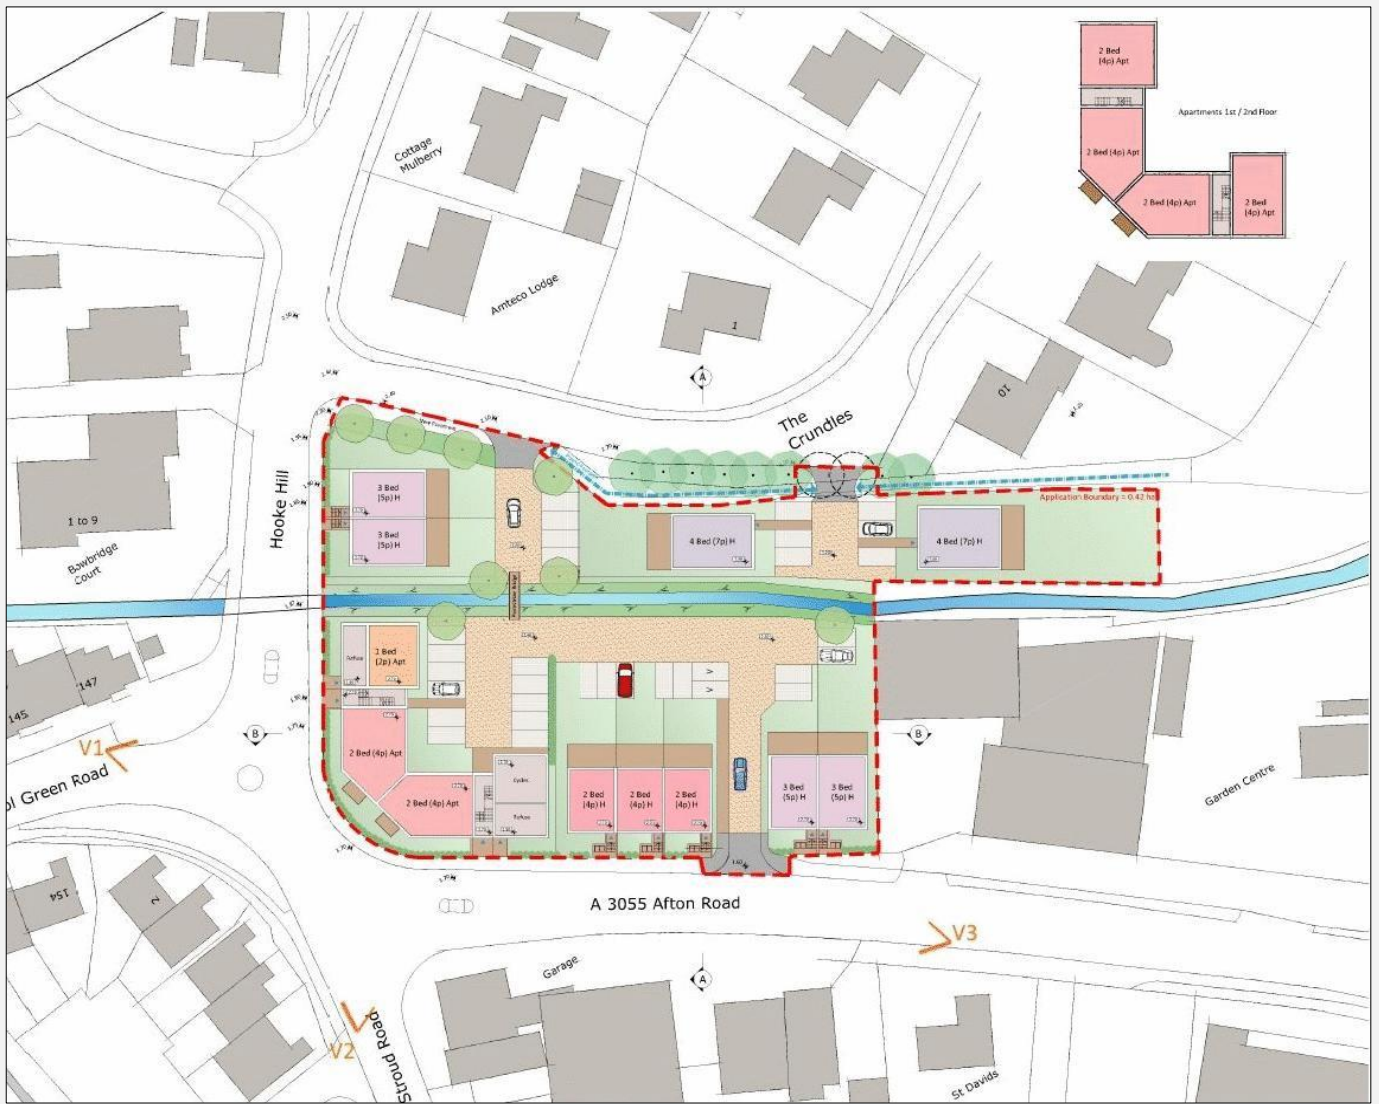 2 Bed
(4p) Apt
Apartments 1st / 2nd Floor
2 Bed (4p) Apt
2 Bed (4p) Apt
2 Bed
(4p) Apt
Cottage
Mulberry
Amteco Lodge
1
A
10
The
Crundles
Hooke Hill
1 to 9
Bowbridge
Court
3 Bed
(5p) H
3 Bed
(5p) H
4 Bed (7p) H
4 Bed (7p) H
Application Boundary = 0.42 ha
Pedestrian Bridge
Refuse
1 Bed
(2p) Apt
147
145
V1
B
B
ol Green Road
2 Bed (4p) Apt
2 Bed (4p) Apt
Cycles
Refuse
2 Bed
(4p) H
2 Bed
(4p) H
2 Bed
(4p) H
3 Bed
(5p) H
3 Bed
(5p) H
V
V
Garden Centre
154
2
A 3055 Afton Road
V3
Garage
A
V2
Stroud Road
St Davids